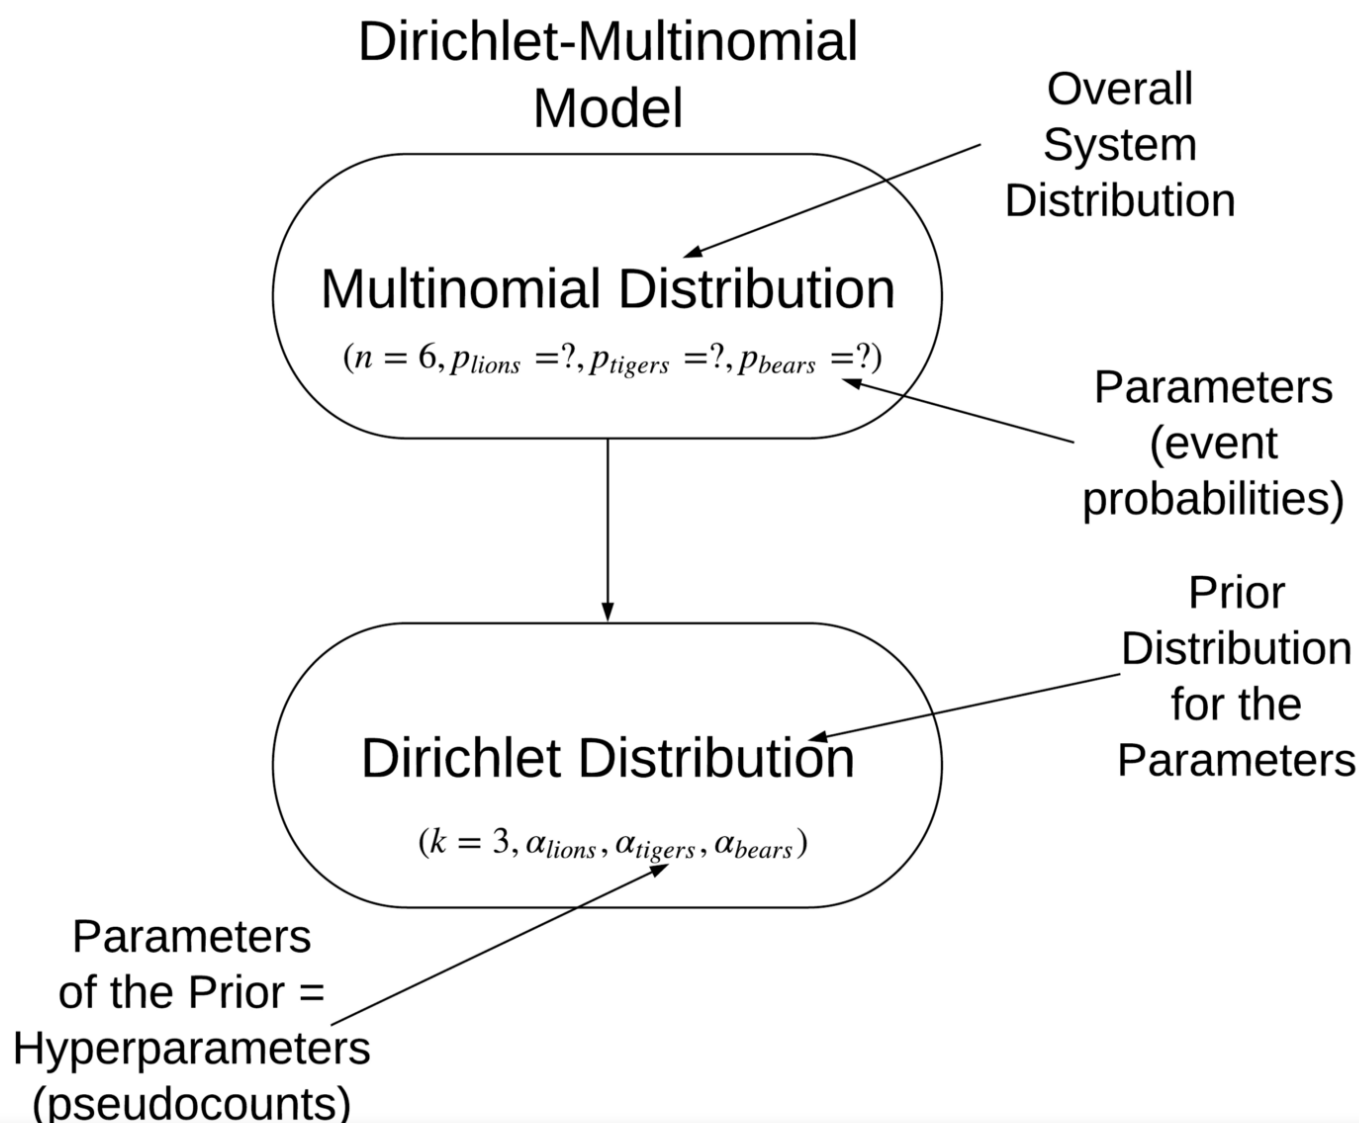 Dirichlet-Multinomial
Model
Overall
System
Distribution
Multinomial Distribution
(n = 6, p_lions =?, p_tigers =?, p_bears =?)
Parameters
(event
probabilities)
Prior
Distribution
for the
Parameters
Dirichlet Distribution
(k = 3, α_lions, α_tigers, α_bears)
Parameters
of the Prior =
Hyperparameters
(pseudocounts)